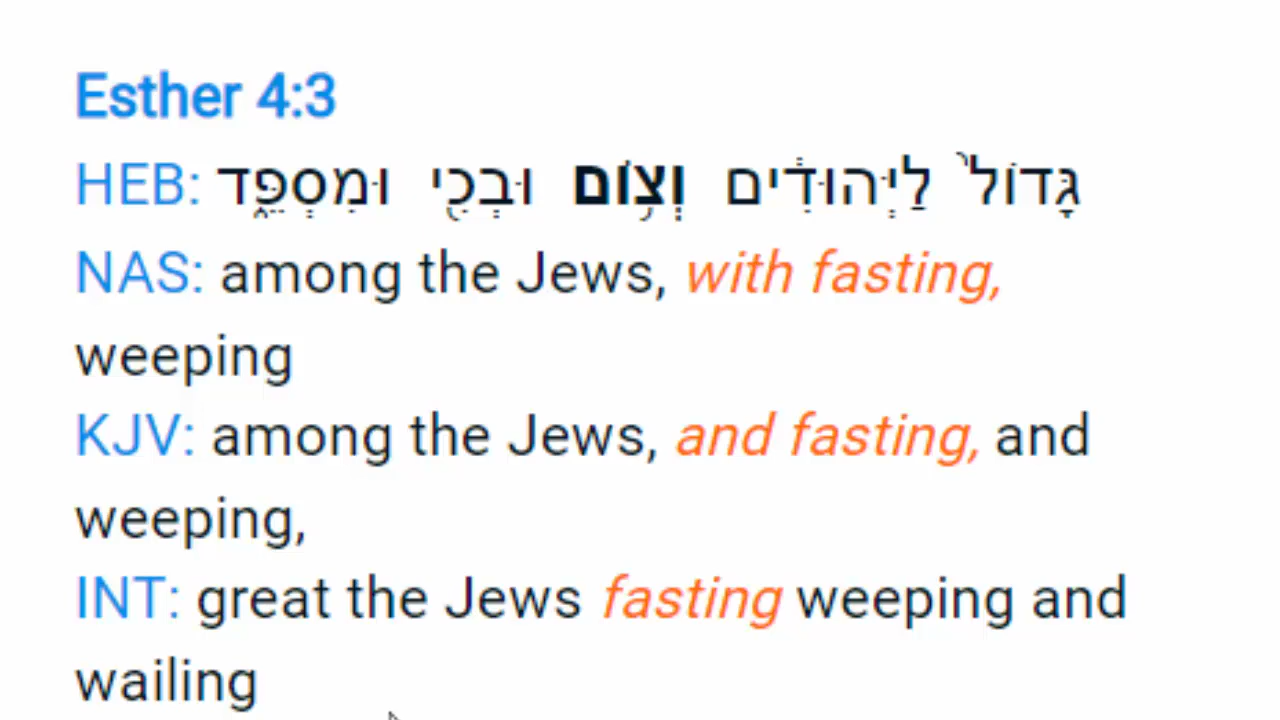 Esther 4:3
HEB: גָּדוֹל֙ לַיְּהוּדִ֔ים וְצ֥וֹם וּבְכִ֖י וּמִסְפֵּ֑ד
NAS: among the Jews, with fasting,
weeping
KJV: among the Jews, and fasting, and
weeping,
INT: great the Jews fasting weeping and
wailing